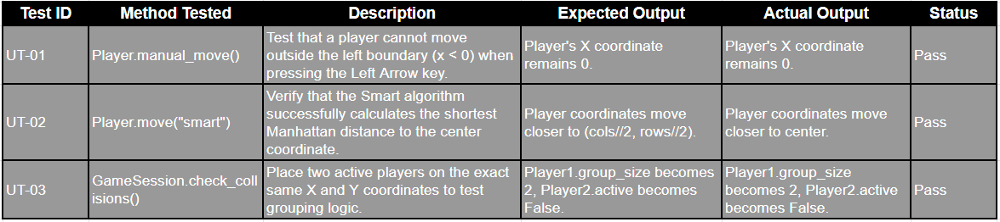 Test ID Method Tested Description Expected Output Actual Output Status
UT-01
Player.manual_move()
Test that a player cannot move
outside the left boundary (x < 0) when
pressing the Left Arrow key.
Player's X coordinate
remains 0.
Player's X coordinate
remains 0.
Pass
UT-02
Player.move("smart")
Verify that the Smart algorithm
successfully calculates the shortest
Manhattan distance to the center
coordinate.
Player coordinates move
closer to (cols//2, rows//2).
Player coordinates move
closer to center.
Pass
UT-03
GameSession.check_coll
isions()
Place two active players on the exact
same X and Y coordinates to test
grouping logic.
Player1.group_size becomes
2, Player2.active becomes
False.
Player1.group_size
becomes 2, Player2.active
becomes False.
Pass